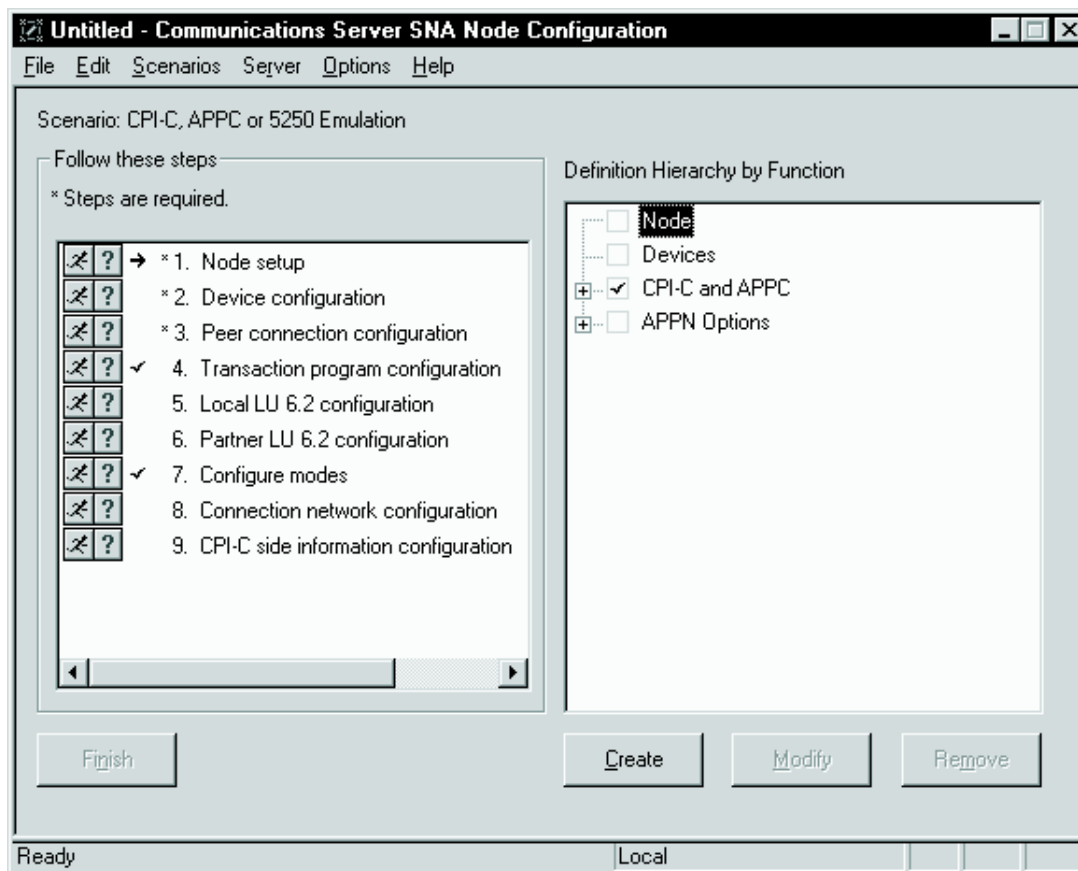 Untitled - Communications Server SNA Node Configuration
File Edit Scenarios Server Options Help
Scenario: CPI-C, APPC or 5250 Emulation
Follow these steps
* Steps are required.
? * 1. Node setup
? * 2. Device configuration
? * 3. Peer connection configuration
? 4. Transaction program configuration
? 5. Local LU 6.2 configuration
? 6. Partner LU 6.2 configuration
? 7. Configure modes
? 8. Connection network configuration
? 9. CPI-C side information configuration
Finish
Definition Hierarchy by Function
Node
Devices
CPI-C and APPC
APPN Options
Create Modify Remove
Ready Local